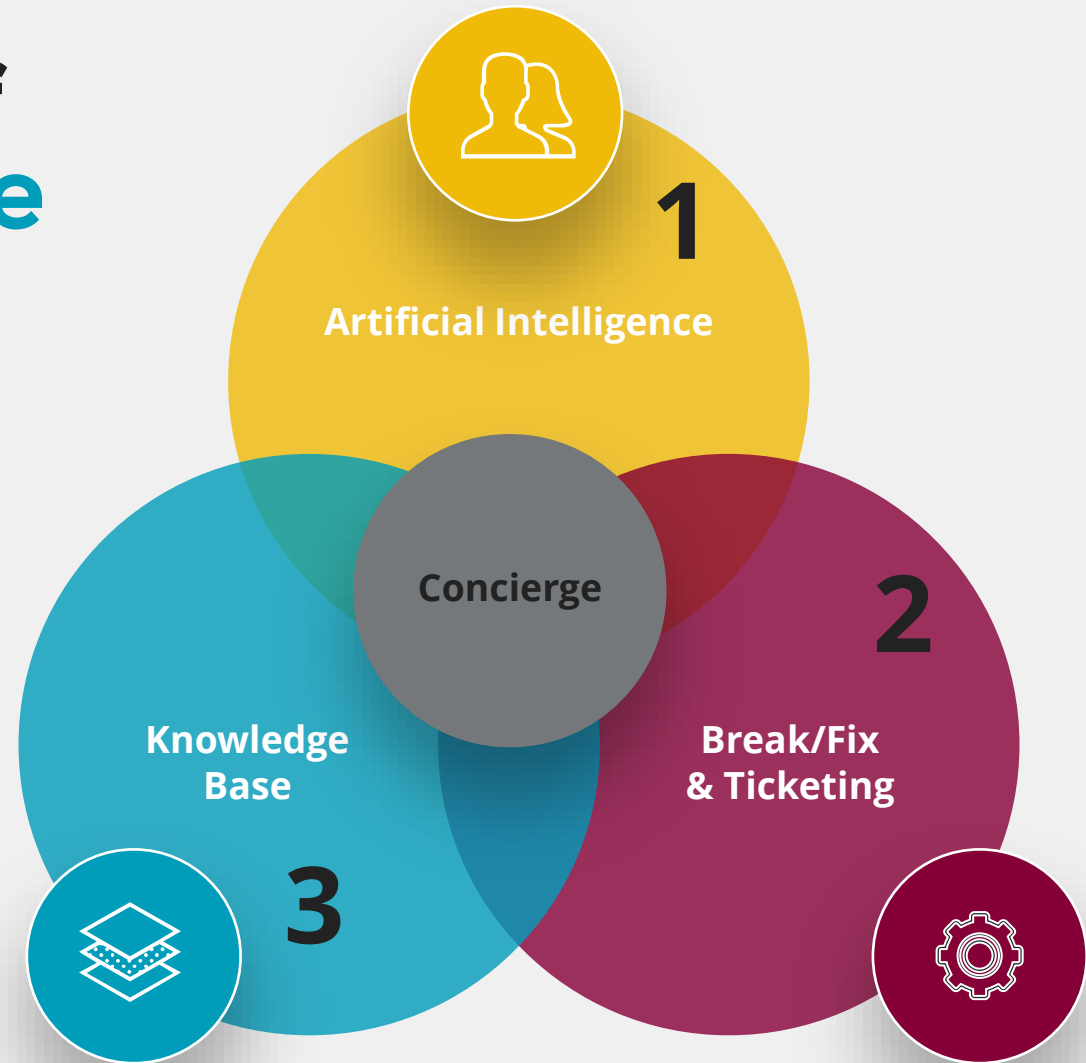 e
1
Artificial Intelligence
Concierge
2
Knowledge
Base
Break/Fix
& Ticketing
3